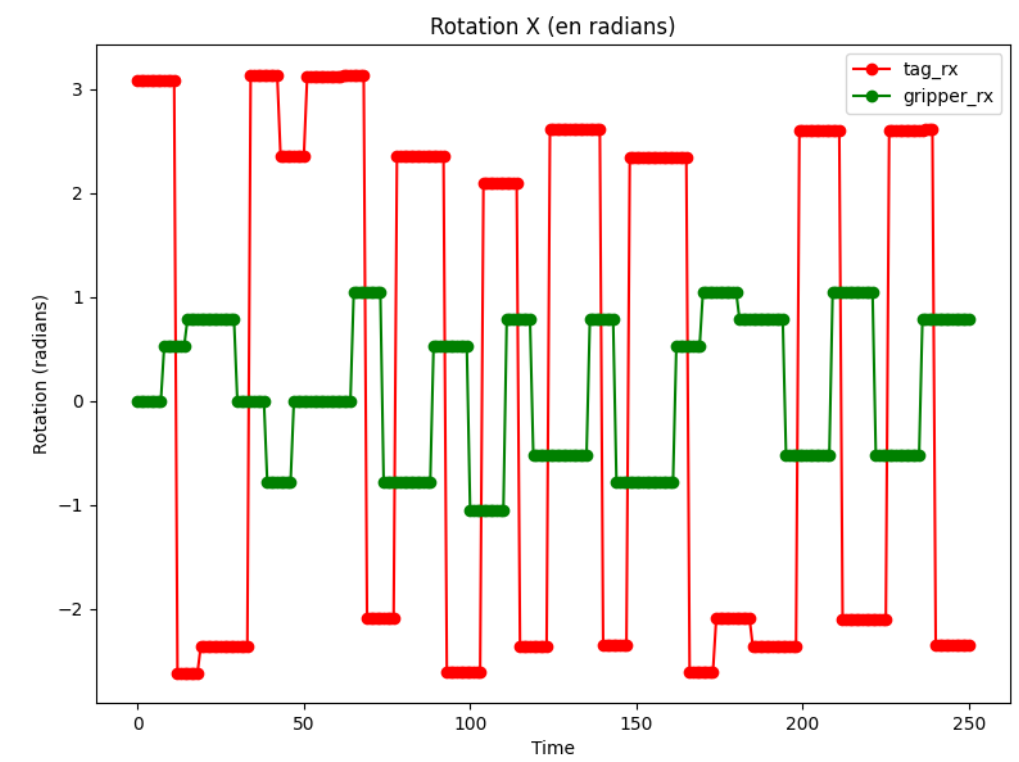 Rotation X (en radians)
tag_rx
gripper_rx
Rotation (radians)
3
2
1
0
−1
−2
0
50
100
150
200
250
Time